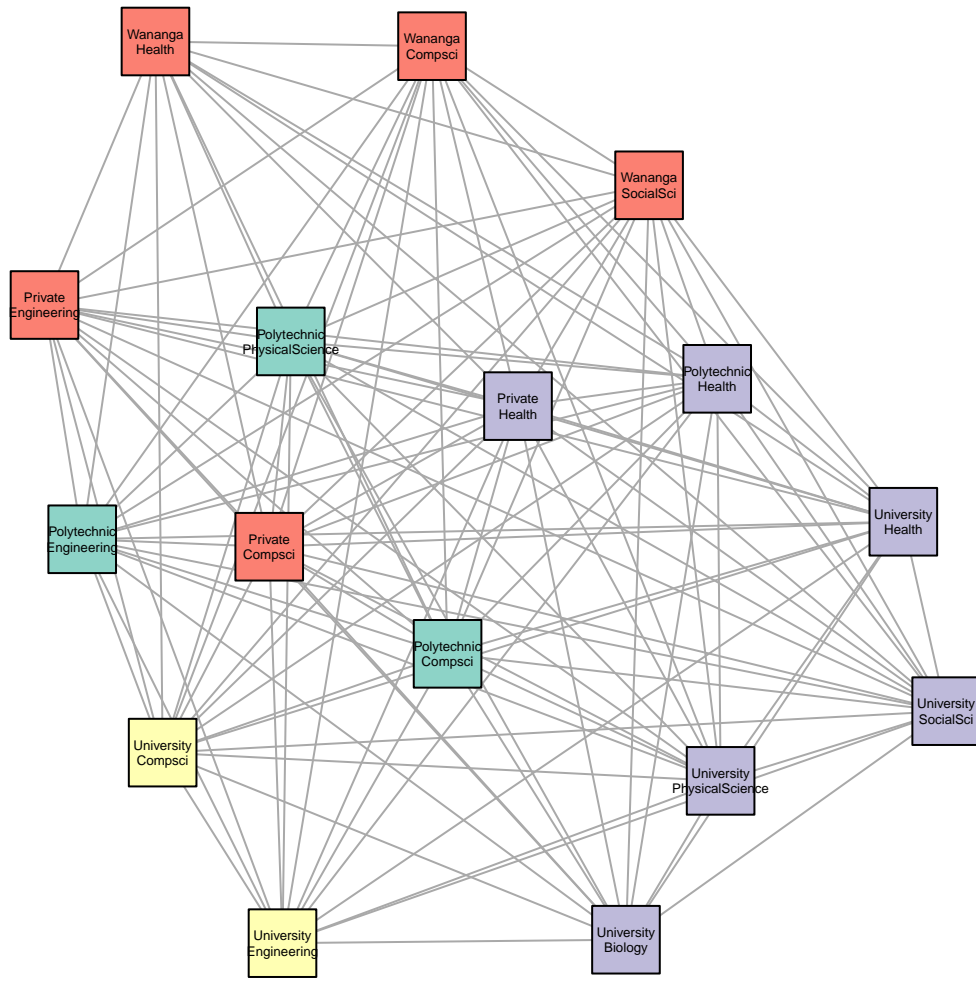 Wananga
Health
Wananga
Compsci
Wananga
SocialSci
Private
Engineering
Polytechnic
PhysicalScience
Polytechnic
Health
Private
Health
University
Health
Polytechnic
Engineering
Private
Compsci
Polytechnic
Compsci
University
SocialSci
University
Compsci
University
PhysicalScience
University
Engineering
University
Biology